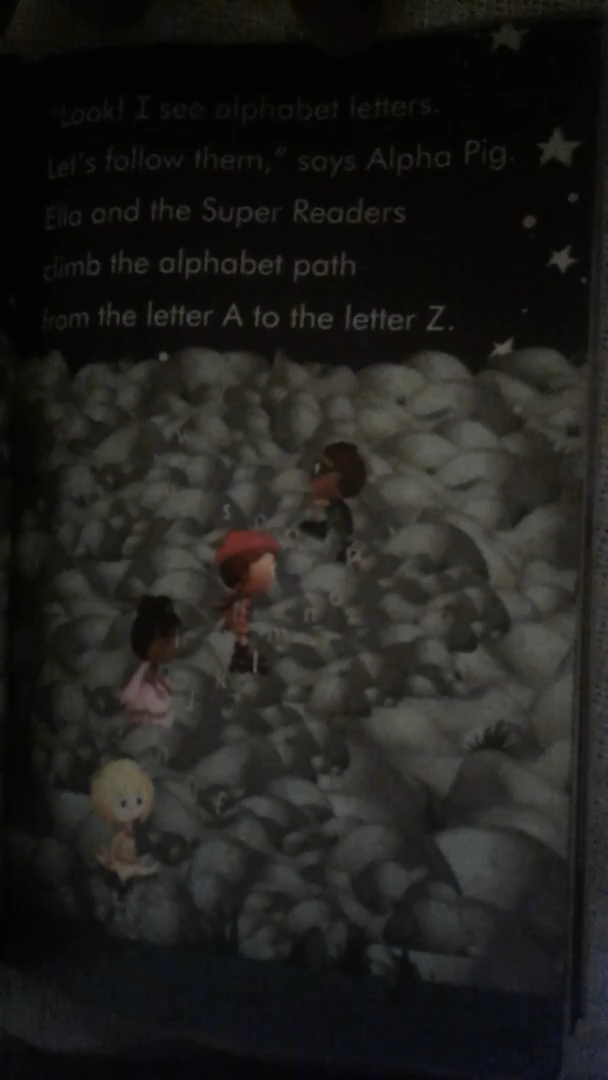 "Look! I see alphabet letters.
Let's follow them," says Alpha Pig.
Ella and the Super Readers
climb the alphabet path
from the letter A to the letter Z.
s
R
n
m
l
k